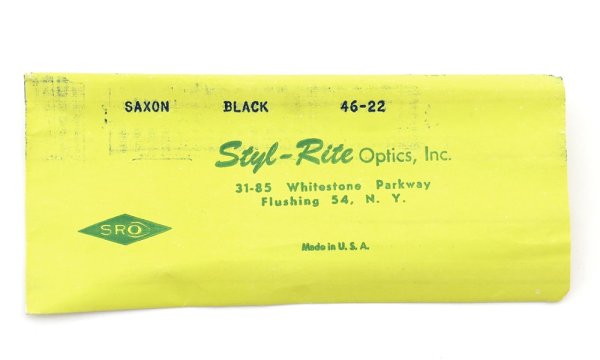 SAXON BLACK 46-22
Styl-Rite Optics, Inc.
31-85 Whitestone Parkway
Flushing 54, N. Y.
SRO
Made in U. S. A.